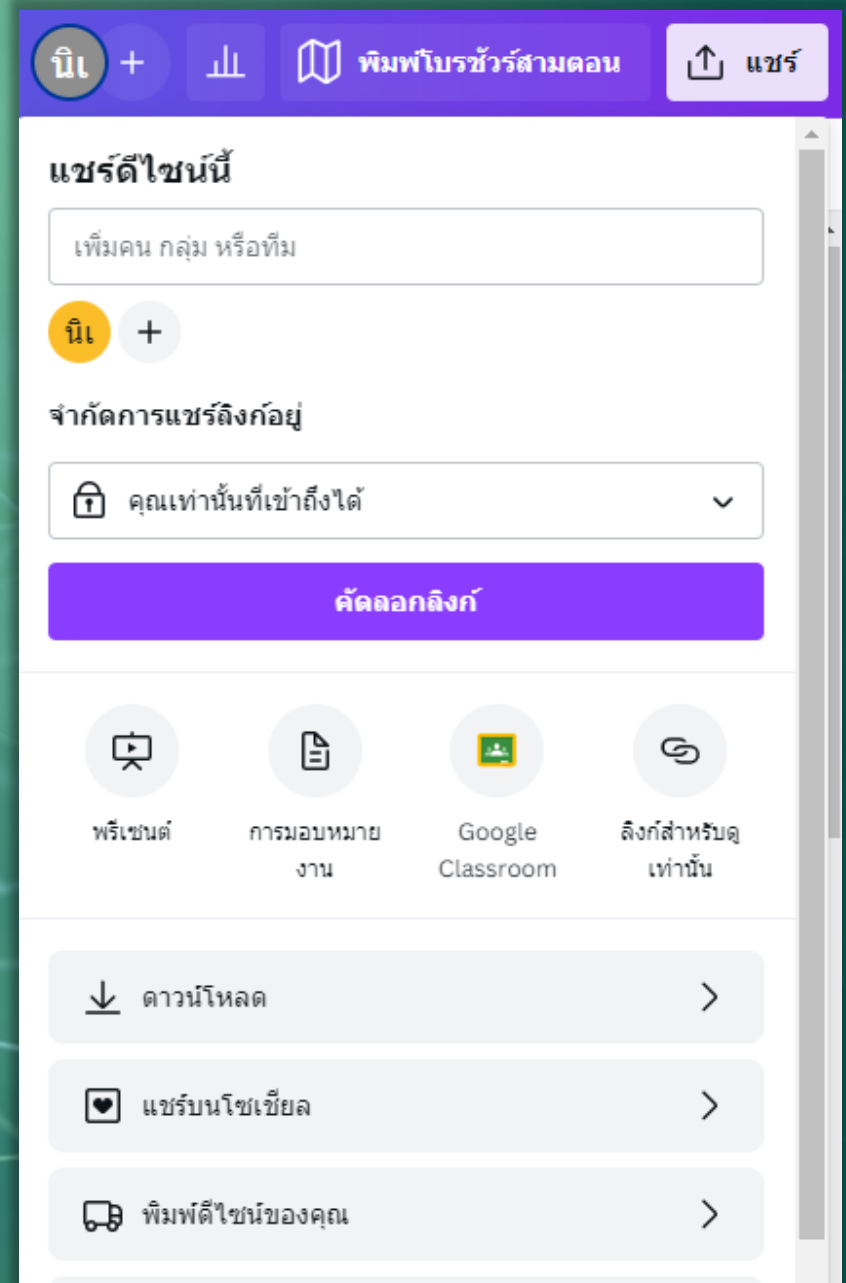 นิเ
พิมพ์โบรชัวร์สามตอน
แชร์
แชร์ดีไซน์นี้
เพิ่มคน กลุ่ม หรือทีม
นิเ
จำกัดการแชร์ลิงก์อยู่
คุณเท่านั้นที่เข้าถึงได้
คัดลอกลิงก์
พรีเซนต์
การมอบหมาย
งาน
Google
Classroom
ลิงก์สำหรับดู
เท่านั้น
ดาวน์โหลด
แชร์บนโซเชียล
พิมพ์ดีไซน์ของคุณ